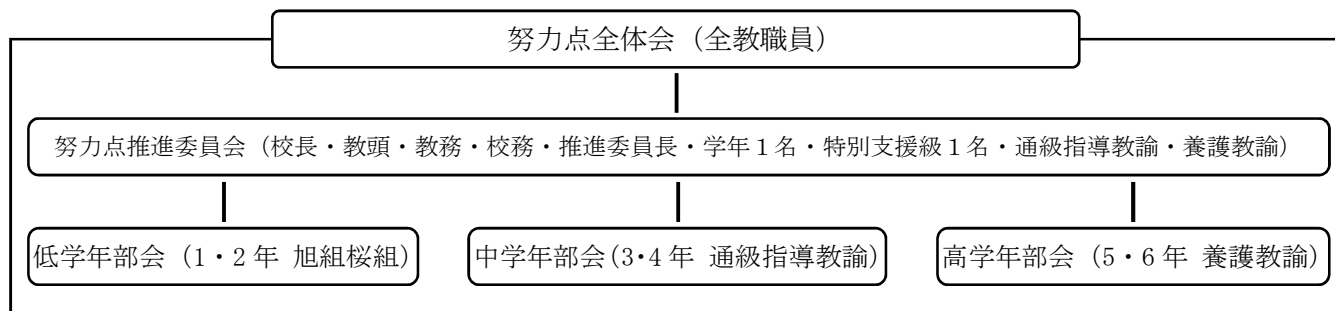 努力点全体会（全教職員）
努力点推進委員会（校長・教頭・教務・校務・推進委員長・学年１名・特別支援級１名・通級指導教諭・養護教諭）
低学年部会（1・2年 旭組桜組）
中学年部会(3･4年 通級指導教諭)
高学年部会（5・6年 養護教諭）